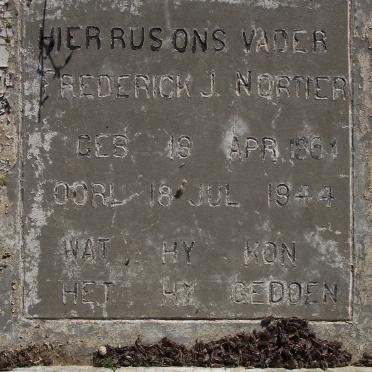 HIER RUS ONS VADER
FREDERICK J. NORTIER
GEB 19 APR. 1861
OORL 18 JUL 1944
WAT HY KON
HET HY GEDOEN